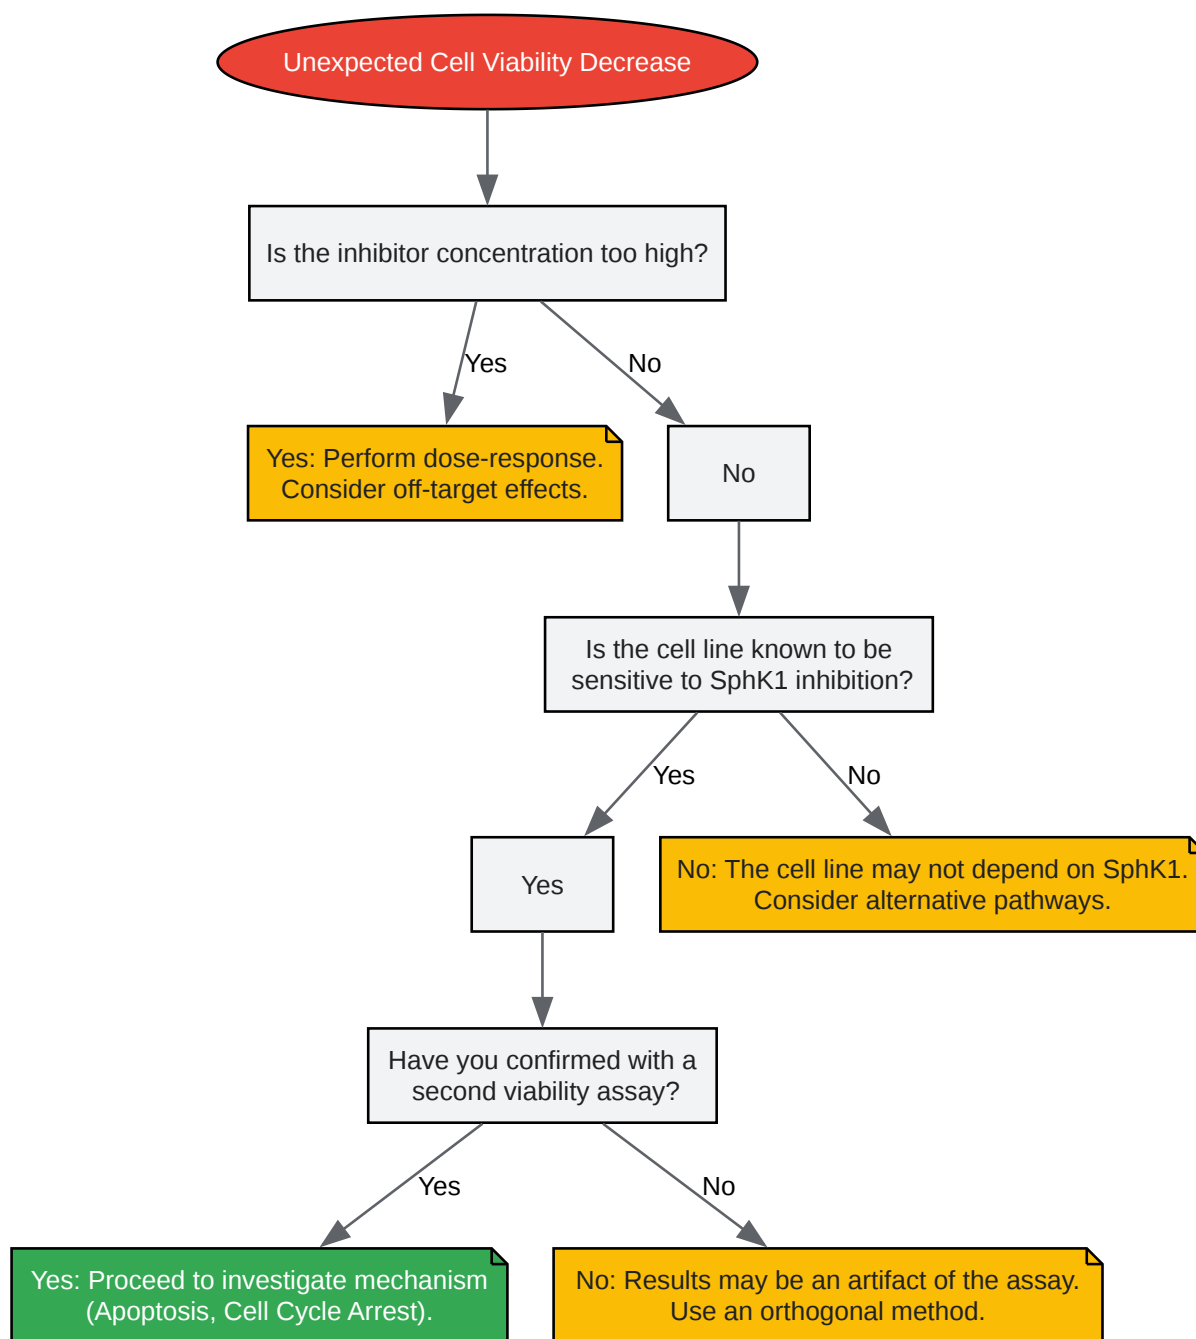 Unexpected Cell Viability Decrease
Is the inhibitor concentration too high?
Yes
No
Yes: Perform dose-response.
Consider off-target effects.
No
Is the cell line known to be
sensitive to SphK1 inhibition?
Yes
No
Yes
No: The cell line may not depend on SphK1.
Consider alternative pathways.
Have you confirmed with a
second viability assay?
Yes
No
Yes: Proceed to investigate mechanism
(Apoptosis, Cell Cycle Arrest).
No: Results may be an artifact of the assay.
Use an orthogonal method.